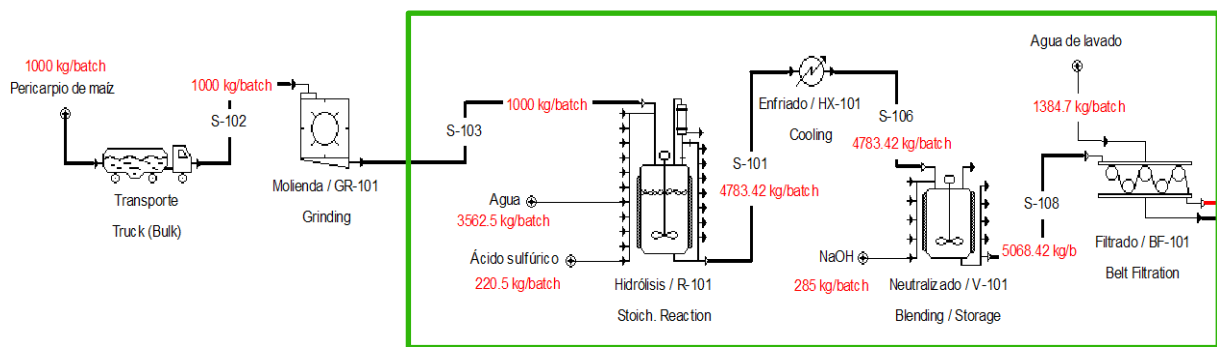 1000 kg/batch
Pericarpio de maíz
Transporte
Truck (Bulk)
S-102
1000 kg/batch
Molienda / GR-101
Grinding
S-103
1000 kg/batch
Agua
3562.5 kg/batch
Ácido sulfúrico
220.5 kg/batch
Hidrólisis / R-101
Stoich. Reaction
S-101
4783.42 kg/batch
Enfriado / HX-101
Cooling
S-106
4783.42 kg/batch
NaOH
285 kg/batch
Neutralizado / V-101
Blending / Storage
S-108
5068.42 kg/b
Agua de lavado
1384.7 kg/batch
Filtrado / BF-101
Belt Filtration